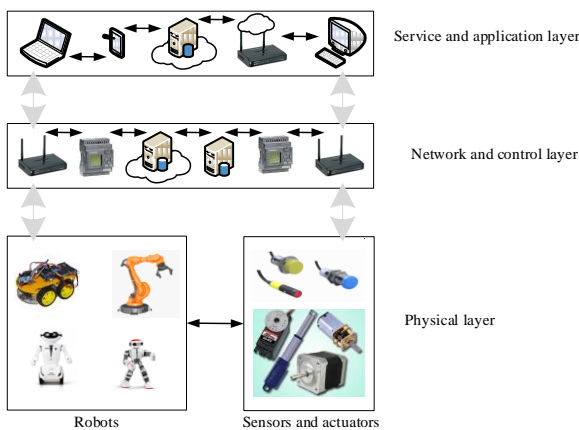 Service and application layer
Network and control layer
Physical layer
Robots
Sensors and actuators